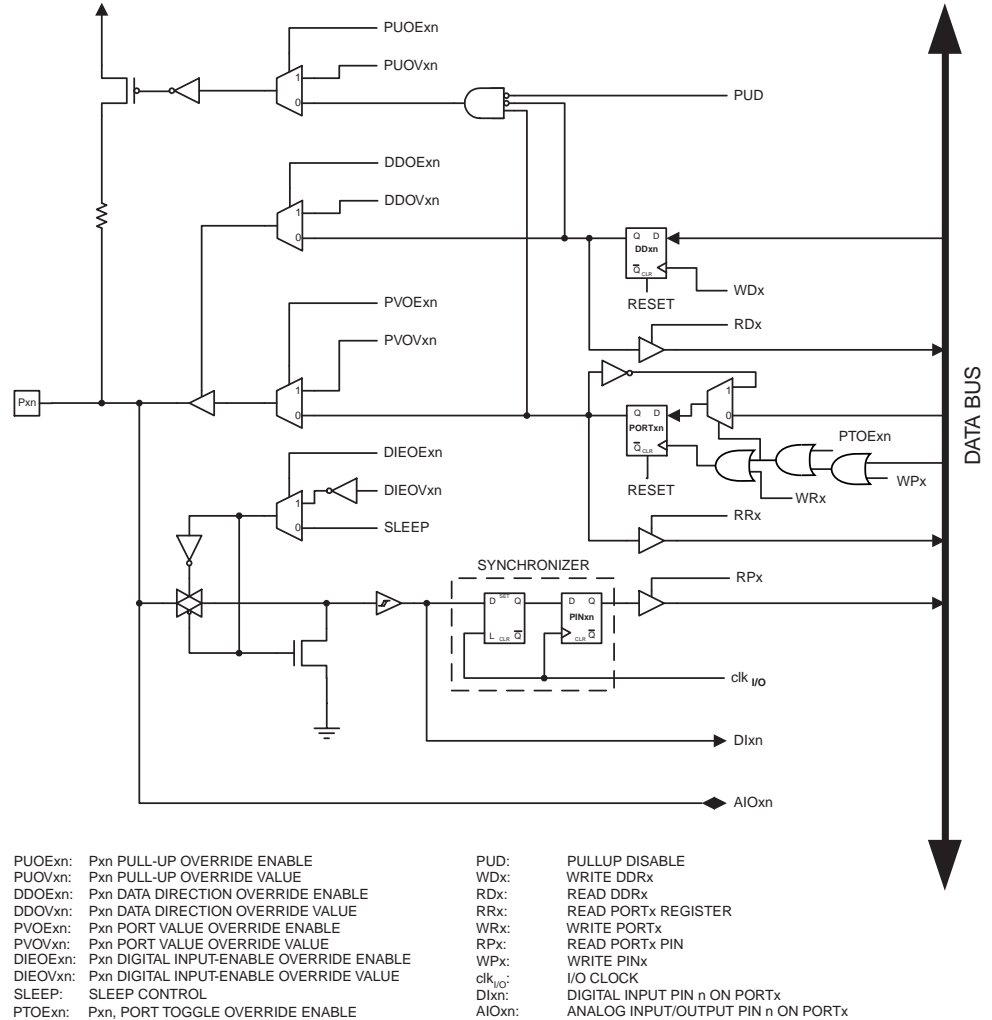 PUOExn
PUOVxn
1
0
PUD
DDOExn
DDOVxn
1
0
Q D
DDxn
Q CLR
WDx
RESET
PVOExn
RDx
PVOVxn
Pxn
1
0
1
0
Q D
PORTxn
Q CLR
PTOExn
DATA BUS
DIEOExn
WPx
RESET
DIEOVxn
WRx
1
0
SLEEP
RRx
SYNCHRONIZER
RPx
D SET Q
L CLR Q
D Q
PINxn
CLR Q
clk I/O
DIxn
AIOxn
PUOExn: Pxn PULL-UP OVERRIDE ENABLE
PUOVxn: Pxn PULL-UP OVERRIDE VALUE
DDOExn: Pxn DATA DIRECTION OVERRIDE ENABLE
DDOVxn: Pxn DATA DIRECTION OVERRIDE VALUE
PVOExn: Pxn PORT VALUE OVERRIDE ENABLE
PVOVxn: Pxn PORT VALUE OVERRIDE VALUE
DIEOExn: Pxn DIGITAL INPUT-ENABLE OVERRIDE ENABLE
DIEOVxn: Pxn DIGITAL INPUT-ENABLE OVERRIDE VALUE
SLEEP: SLEEP CONTROL
PTOExn: Pxn, PORT TOGGLE OVERRIDE ENABLE
PUD: PULLUP DISABLE
WDx: WRITE DDRx
RDx: READ DDRx
RRx: READ PORTx REGISTER
WRx: WRITE PORTx
RPx: READ PORTx PIN
WPx: WRITE PINx
clkI/O: I/O CLOCK
DIxn: DIGITAL INPUT PIN n ON PORTx
AIOxn: ANALOG INPUT/OUTPUT PIN n ON PORTx